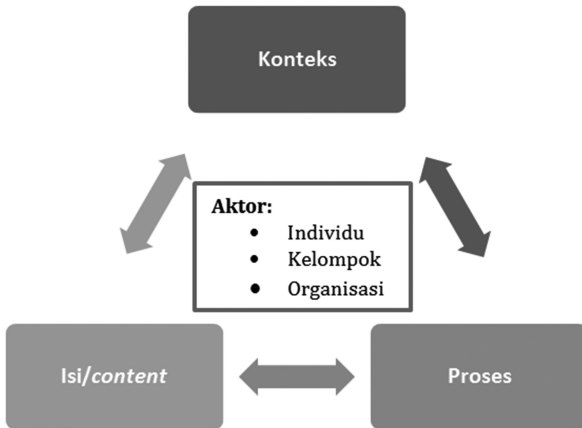 Konteks
Aktor:
• Individu
• Kelompok
• Organisasi
Isi/content
Proses